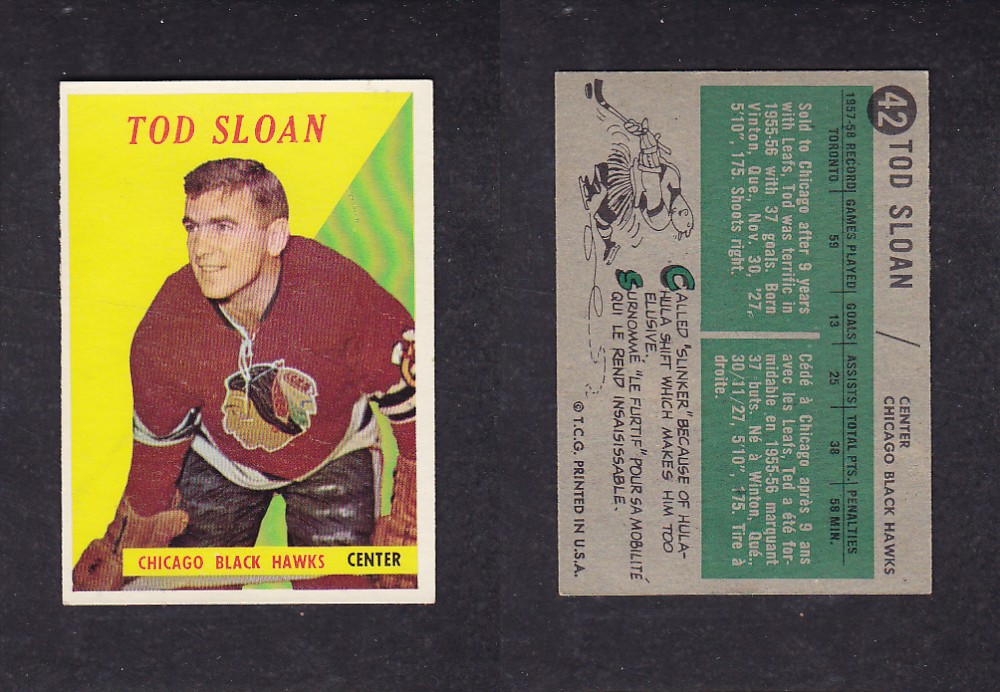 TOD SLOAN
CHICAGO BLACK HAWKS CENTER
42 TOD SLOAN
CENTER
CHICAGO BLACK HAWKS
1957-58 RECORD GAMES PLAYED GOALS ASSISTS TOTAL PTS. PENALTIES
TORONTO 59 13 25 38 58 MIN.
Sold to Chicago after 9 years
with Leafs, Tod was terrific in
1955-56 with 37 goals. Born
Vinton, Que., Nov. 30, '27,
5'10", 175. Shoots right.
Cédé à Chicago après 9 ans
avec les Leafs, Ted a été for-
midable en 1955-56 marquant
37 buts. Né à Winton, Qué.,
30/11/27, 5'10", 175. Tire à
droite.
CALLED "SLINKER" BECAUSE OF HULA-
HULA SHIFT WHICH MAKES HIM TOO
ELUSIVE.
SURNOMMÉ "LE FURTIF" POUR SA MOBILITÉ
QUI LE REND INSAISISSABLE.
© T.C.G. PRINTED IN U.S.A.